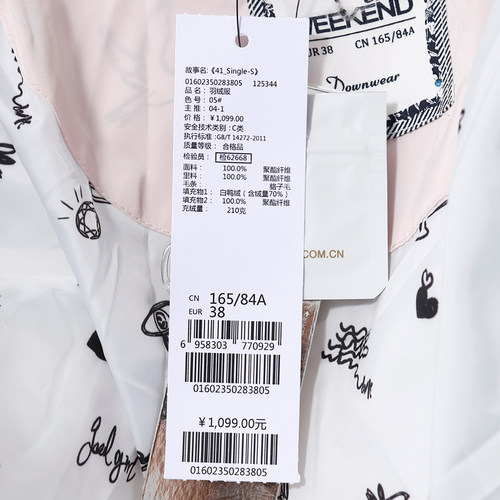 WEEKEND
EUR 38
CN 165/84A
Downwear
故事名:《41_Single-S》
01602350283805 125344
品 名: 羽绒服
色 号: 05#
主 推: 04-1
价 格: ￥1,099.00
安全技术类别: C类
执行标准: GB/T 14272-2011
质量等级: 合格品
检验员: 检62668
面料: 100.0% 聚酯纤维
里料: 100.0% 聚酯纤维
毛条: 貉子毛
填充物1: 白鸭绒(含绒量70%)
填充物2: 100.0% 聚酯纤维
充绒量: 210克
.COM.CN
CN 165/84A
EUR 38
6 958303 770929
01602350283805
￥1,099.00元
01602350283805